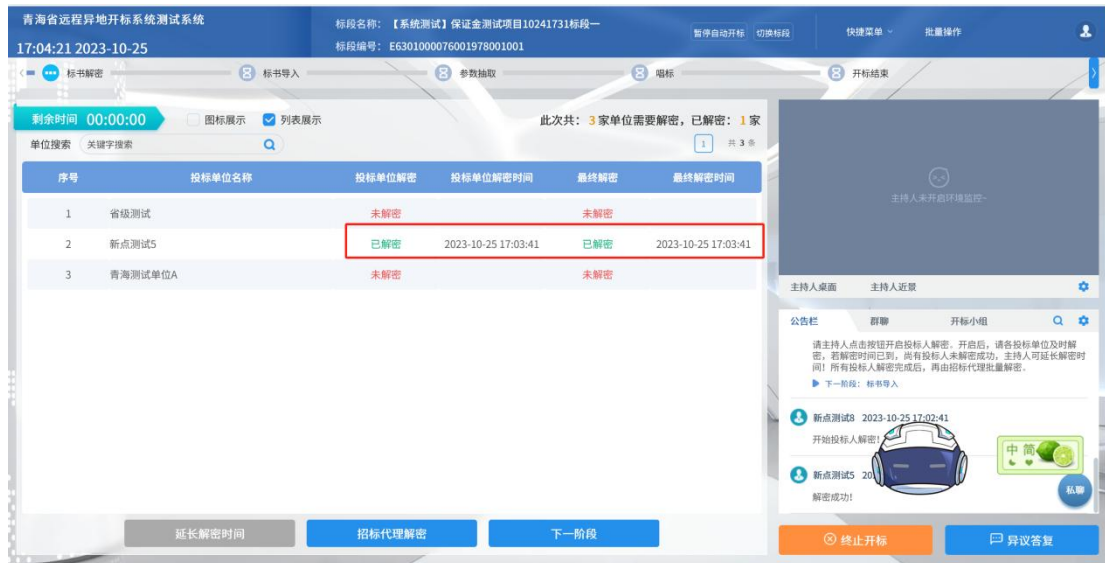 青海省远程异地开标系统测试系统
17:04:21 2023-10-25
标段名称: 【系统测试】保证金测试项目10241731标段一
标段编号: E6301000076001978001001
暂停自动开标 切换标段
快捷菜单 批量操作
标书解密 标书导入 参数抽取 唱标 开标结束
剩余时间 00:00:00 图标展示 列表展示
此次共: 3 家单位需要解密, 已解密: 1 家
单位搜索 关键字搜索
1 共 3 条
序号 投标单位名称 投标单位解密 投标单位解密时间 最终解密 最终解密时间
1 省级测试 未解密 未解密
2 新点测试5 已解密 2023-10-25 17:03:41 已解密 2023-10-25 17:03:41
3 青海测试单位A 未解密 未解密
延长解密时间 招标代理解密 下一阶段
主持人未开启环境监控~
主持人桌面 主持人近景
公告栏 群聊 开标小组
请主持人点击按钮开启投标人解密。开启后, 请各投标单位及时解
密, 若解密时间已到, 尚有投标人未解密成功, 主持人可延长解密时
间! 所有投标人解密完成后, 再由招标代理批量解密.
下一阶段: 标书导入
新点测试8 2023-10-25 17:02:41
开始投标人解密!
中 简
新点测试5 20
解密成功!
私聊
终止开标 异议答复